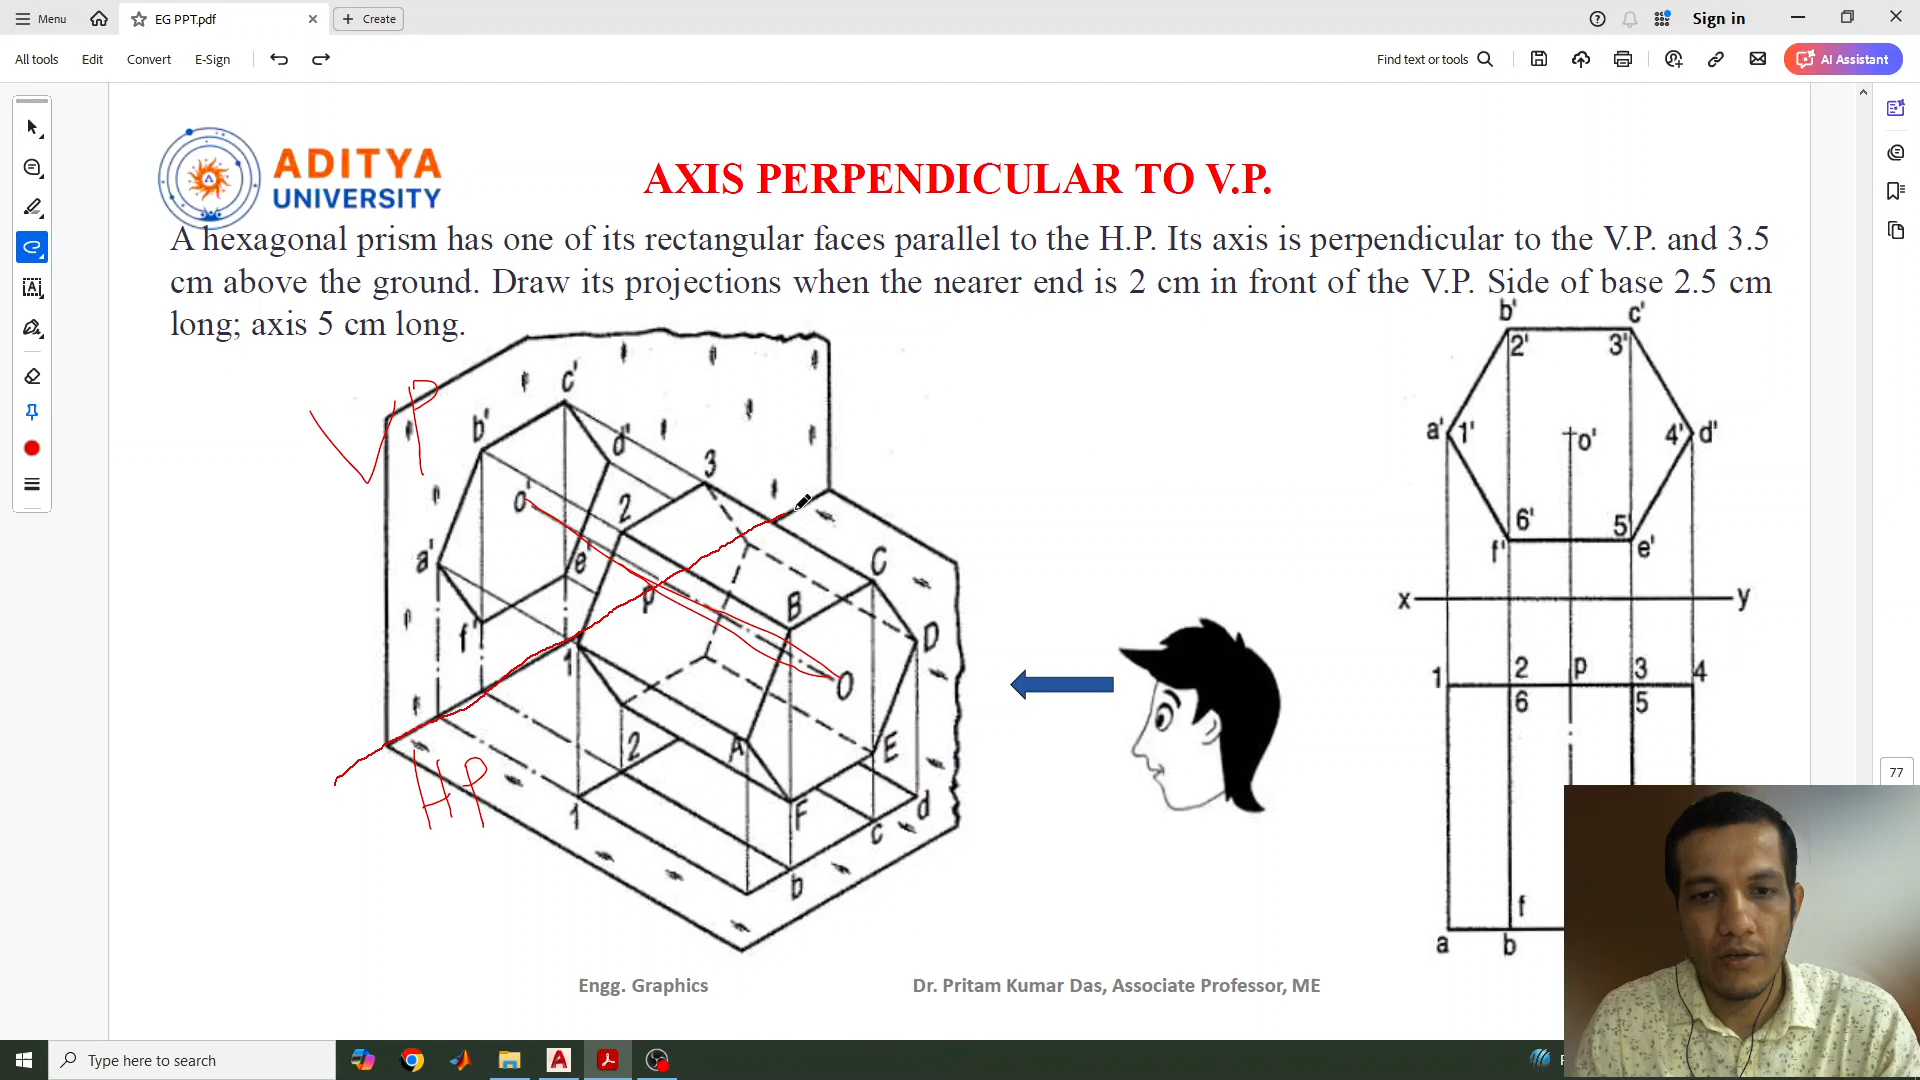 Menu
EG PPT.pdf
Create
Sign in
All tools
Edit
Convert
E-Sign
Find text or tools
AI Assistant
ADITYA
UNIVERSITY
AXIS PERPENDICULAR TO V.P.
A hexagonal prism has one of its rectangular faces parallel to the H.P. Its axis is perpendicular to the V.P. and 3.5
cm above the ground. Draw its projections when the nearer end is 2 cm in front of the V.P. Side of base 2.5 cm
long; axis 5 cm long.
VP
c'
b'
d'
3
o'
2
a'
e'
C
p
B
f'
D
1
O
2
A
E
HP
1
F
d
c
b
b' c'
2' 3'
a' 1' o' 4' d'
6' 5'
f' e'
x y
1 2 p 3 4
6 5
f
a b
77
Engg. Graphics
Dr. Pritam Kumar Das, Associate Professor, ME
Type here to search